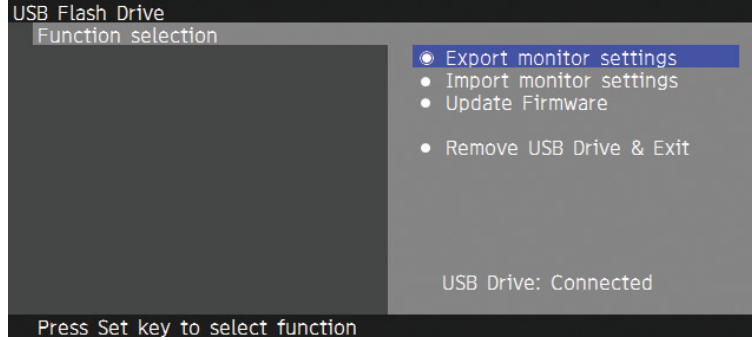 USB Flash Drive
Function selection
Export monitor settings
Import monitor settings
Update Firmware
Remove USB Drive & Exit
USB Drive: Connected
Press Set key to select function